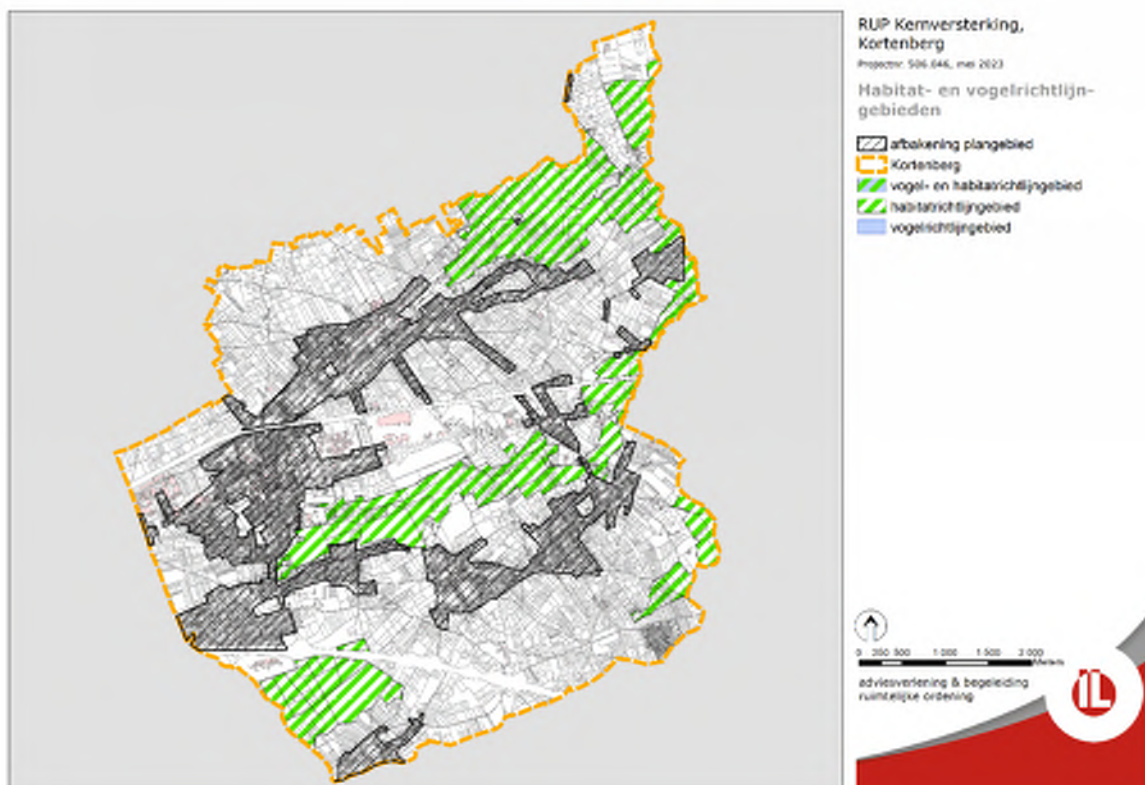 RUP Kernversterking,
Kortenberg
Projectnr. 506.046, mei 2023
Habitat- en vogelrichtlijn-
gebieden
afbakening plangebied
Kortenberg
vogel- en habitatrichtlijngebied
habitatrichtlijngebied
vogelrichtlijngebied
0 250 500 1 000 1 500 2 000
Meters
adviesverlening & begeleiding
ruimtelijke ordening
IL